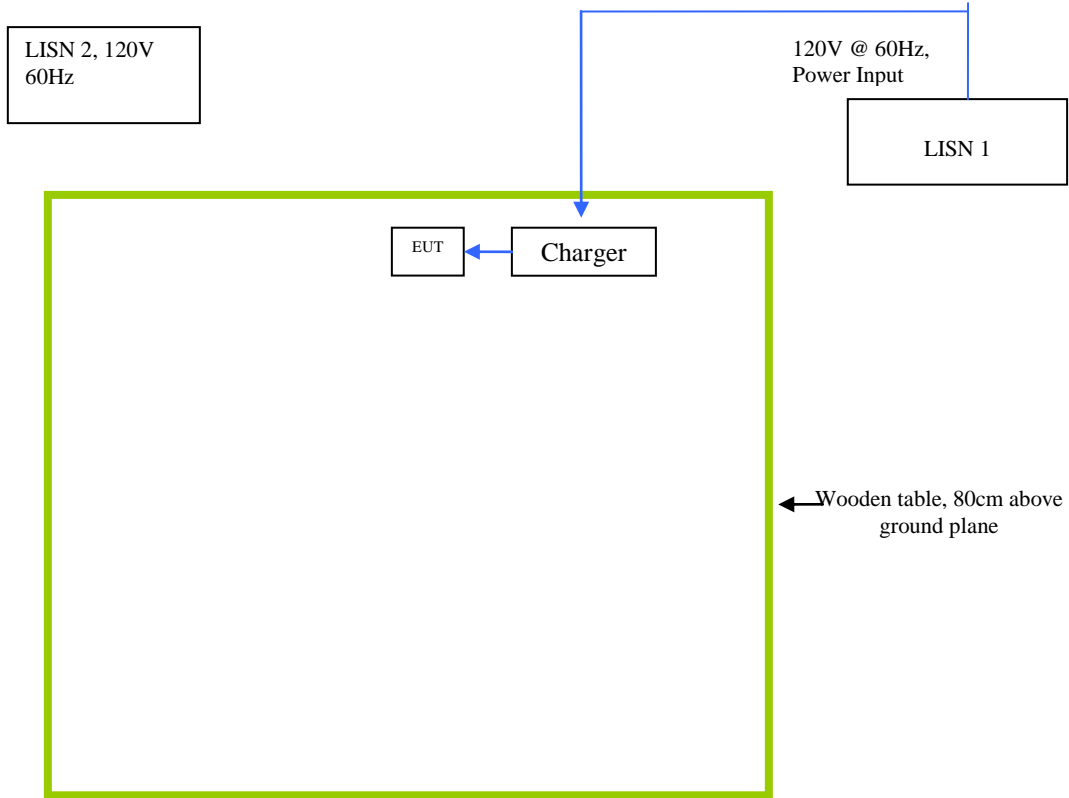 LISN 2, 120V
60Hz
120V @ 60Hz,
Power Input
LISN 1
EUT
Charger
Wooden table, 80cm above
ground plane